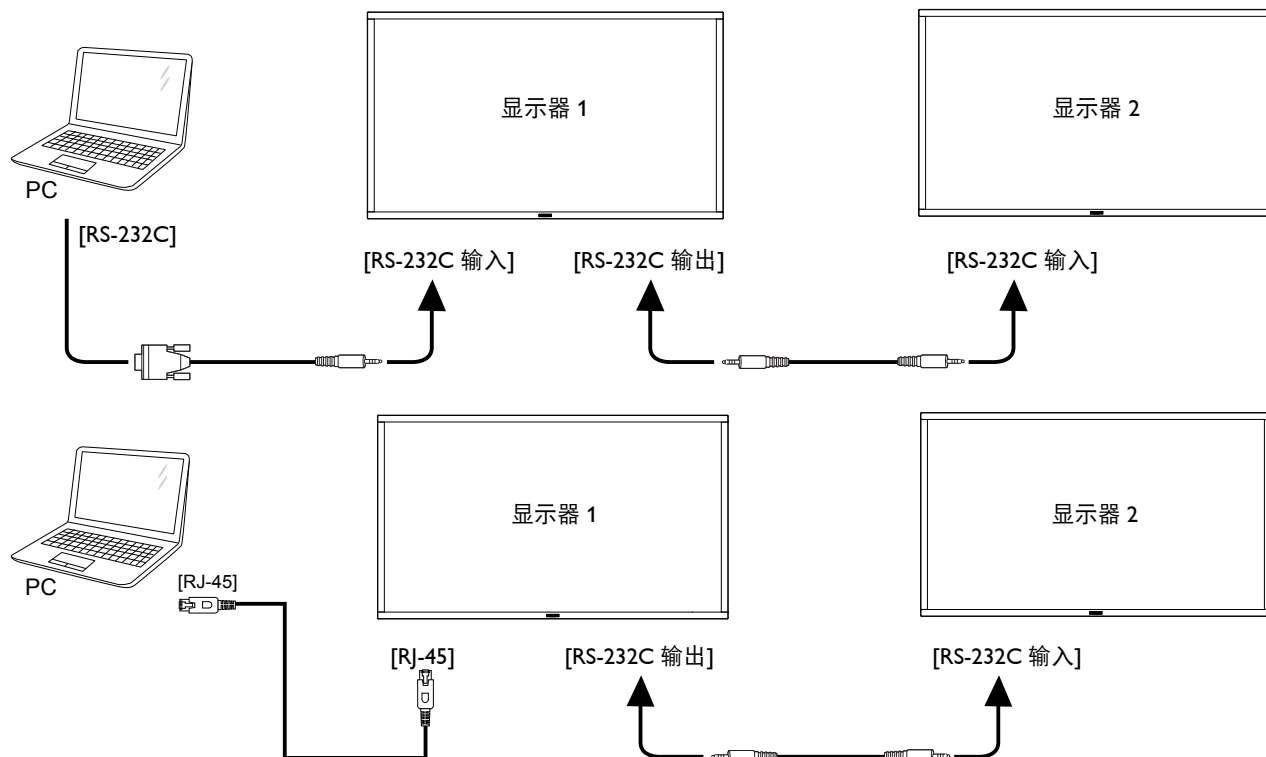 显示器 1
显示器 2
PC
[RS-232C]
[RS-232C 输入]
[RS-232C 输出]
[RS-232C 输入]
显示器 1
显示器 2
PC
[RJ-45]
[RJ-45]
[RS-232C 输出]
[RS-232C 输入]